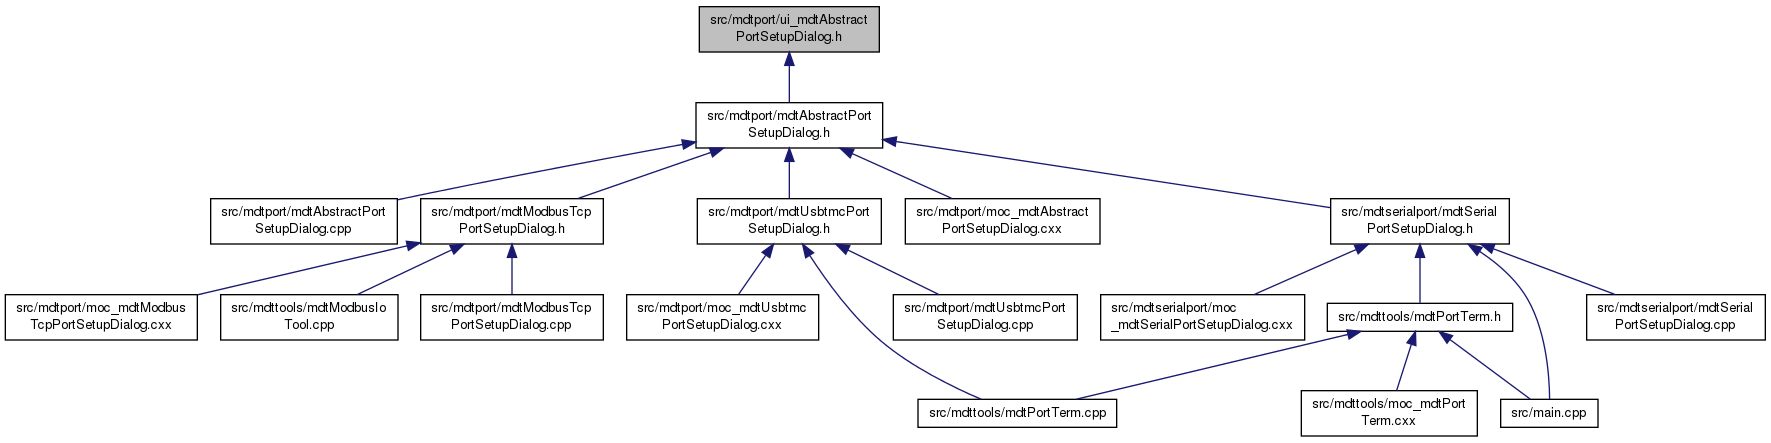 src/mdtport/ui_mdtAbstract
PortSetupDialog.h
src/mdtport/mdtAbstractPort
SetupDialog.h
src/mdtport/mdtAbstractPort
SetupDialog.cpp
src/mdtport/mdtModbusTcp
PortSetupDialog.h
src/mdtport/mdtUsbtmcPort
SetupDialog.h
src/mdtport/moc_mdtAbstract
PortSetupDialog.cxx
src/mdtserialport/mdtSerial
PortSetupDialog.h
src/mdtport/moc_mdtModbus
TcpPortSetupDialog.cxx
src/mdttools/mdtModbusIo
Tool.cpp
src/mdtport/mdtModbusTcp
PortSetupDialog.cpp
src/mdtport/moc_mdtUsbtmc
PortSetupDialog.cxx
src/mdtport/mdtUsbtmcPort
SetupDialog.cpp
src/mdtserialport/moc
_mdtSerialPortSetupDialog.cxx
src/mdttools/mdtPortTerm.h
src/mdtserialport/mdtSerial
PortSetupDialog.cpp
src/mdttools/mdtPortTerm.cpp
src/mdttools/moc_mdtPort
Term.cxx
src/main.cpp